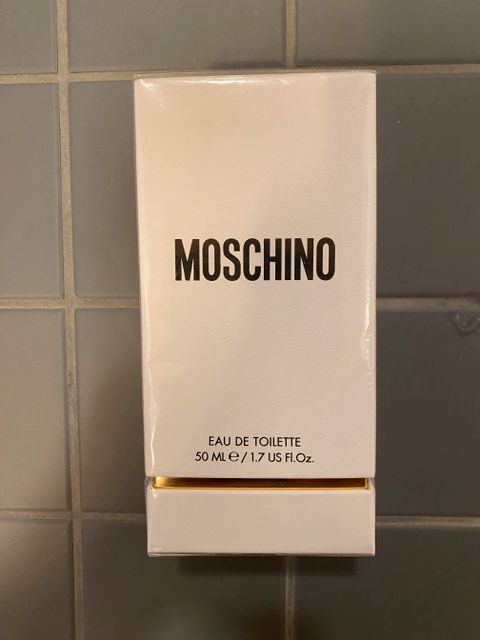 MOSCHINO
EAU DE TOILETTE
50 ML ℮ / 1.7 US Fl.Oz.